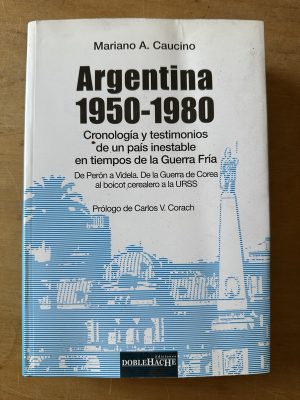 Mariano A. Caucino
Argentina
1950-1980
Cronología y testimonios
de un país inestable
en tiempos de la Guerra Fría
De Perón a Videla. De la Guerra de Corea
al boicot cerealero a la URSS
Prólogo de Carlos V. Corach
ediciones
DOBLEHACHE